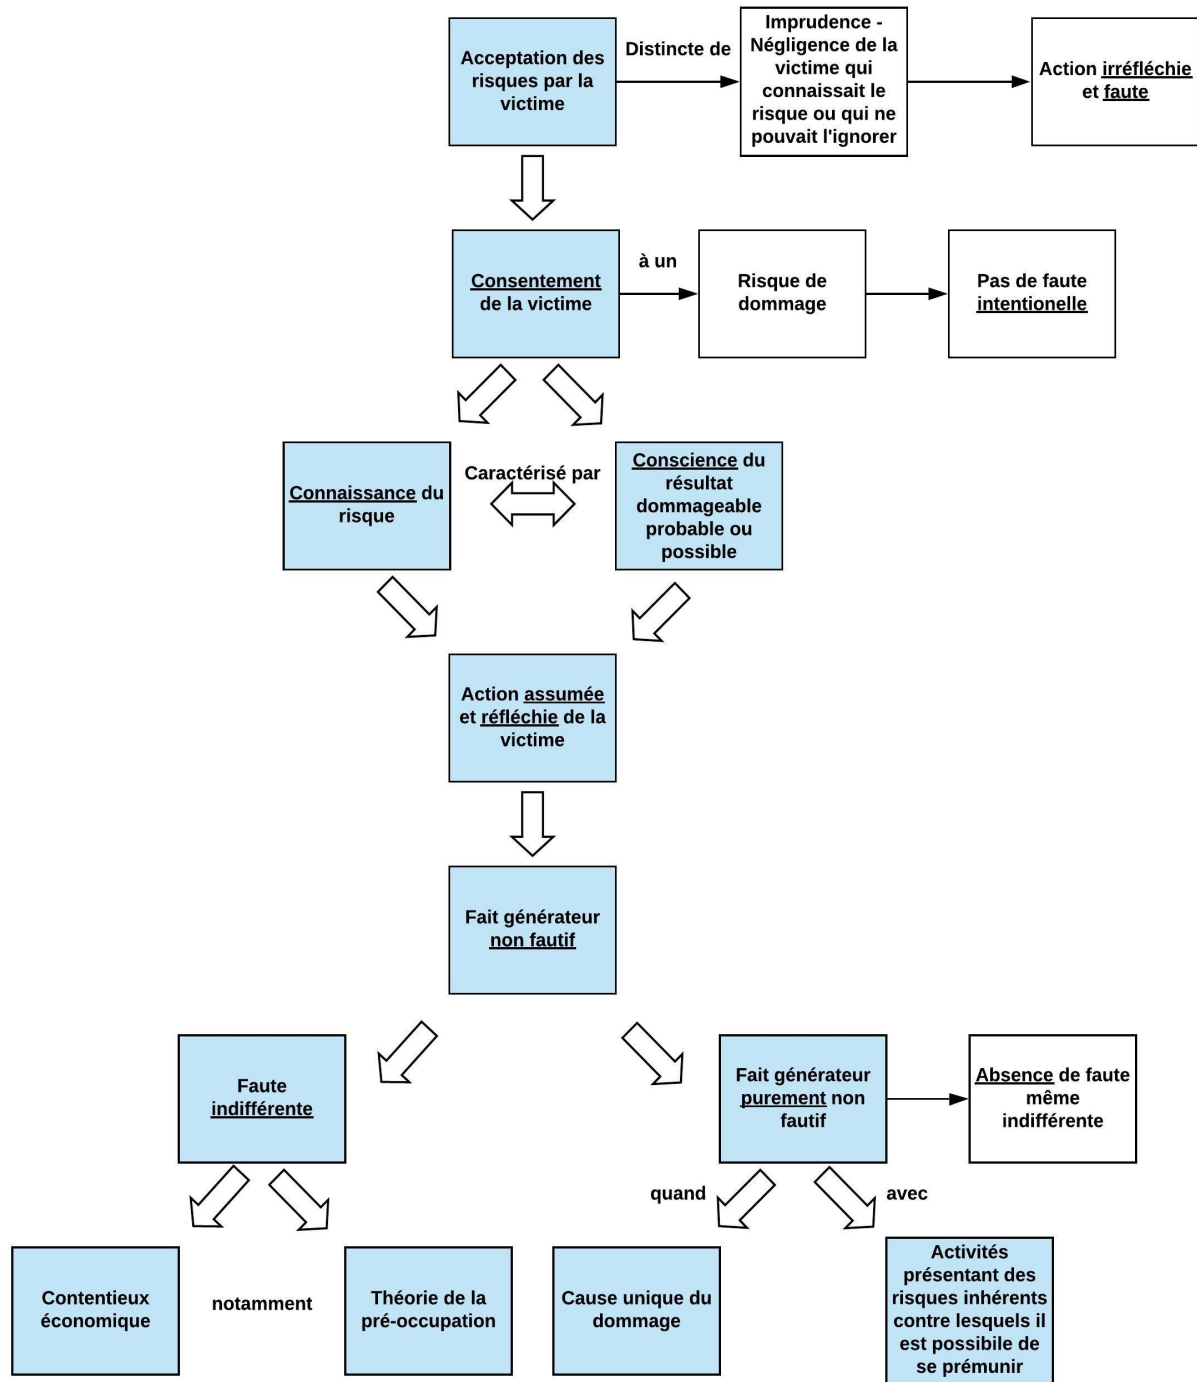 Acceptation des
risques par la
victime
Distincte de
Imprudence -
Négligence de la
victime qui
connaissait le
risque ou qui ne
pouvait l'ignorer
Action irréfléchie
et faute
Consentement
de la victime
à un
Risque de
dommage
Pas de faute
intentionelle
Connaissance du
risque
Caractérisé par
Conscience du
résultat
dommageable
probable ou
possible
Action assumée
et réfléchie de la
victime
Fait générateur
non fautif
Faute
indifférente
Fait générateur
purement non
fautif
Absence de faute
même
indifférente
quand
avec
Contentieux
économique
notamment
Théorie de la
pré-occupation
Cause unique du
dommage
Activités
présentant des
risques inhérents
contre lesquels il
est possibile de
se prémunir